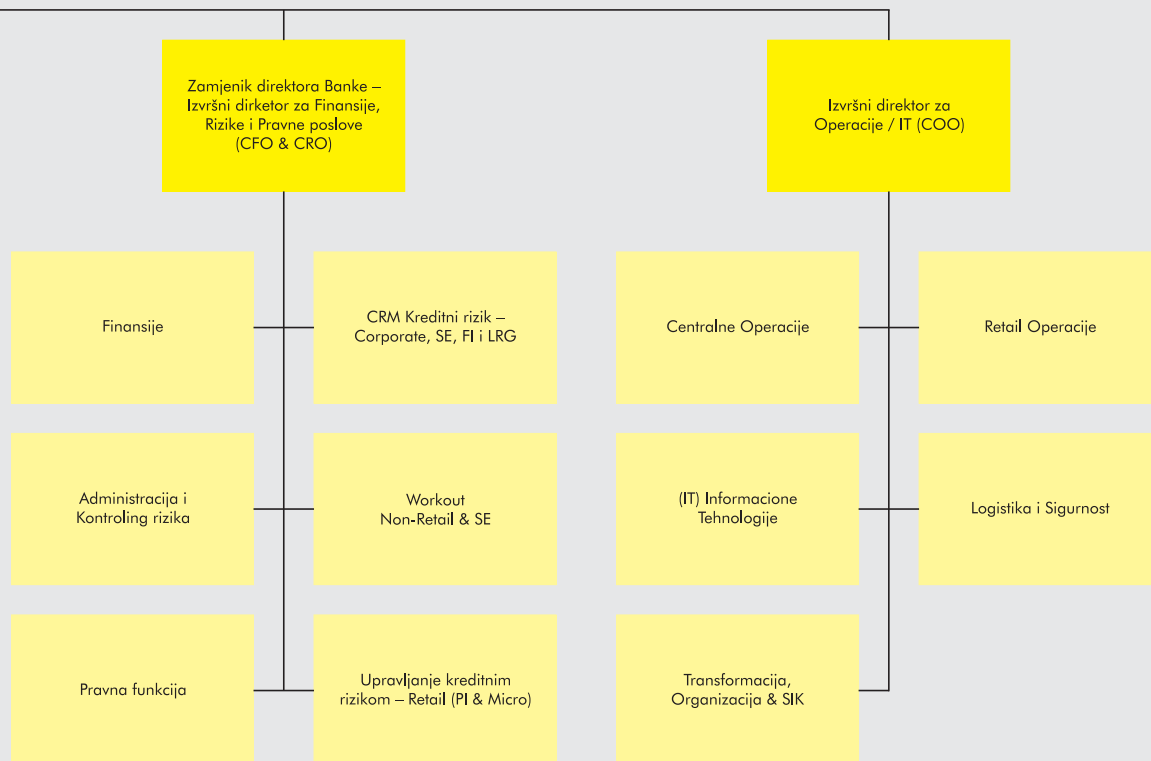 Zamjenik direktora Banke –
Izvršni dirketor za Finansije,
Rizike i Pravne poslove
(CFO & CRO)
Izvršni direktor za
Operacije / IT (COO)
Finansije
CRM Kreditni rizik –
Corporate, SE, FI i LRG
Centralne Operacije
Retail Operacije
Administracija i
Kontroling rizika
Workout
Non-Retail & SE
(IT) Informacione
Tehnologije
Logistika i Sigurnost
Pravna funkcija
Upravljanje kreditnim
rizikom – Retail (PI & Micro)
Transformacija,
Organizacija & SIK